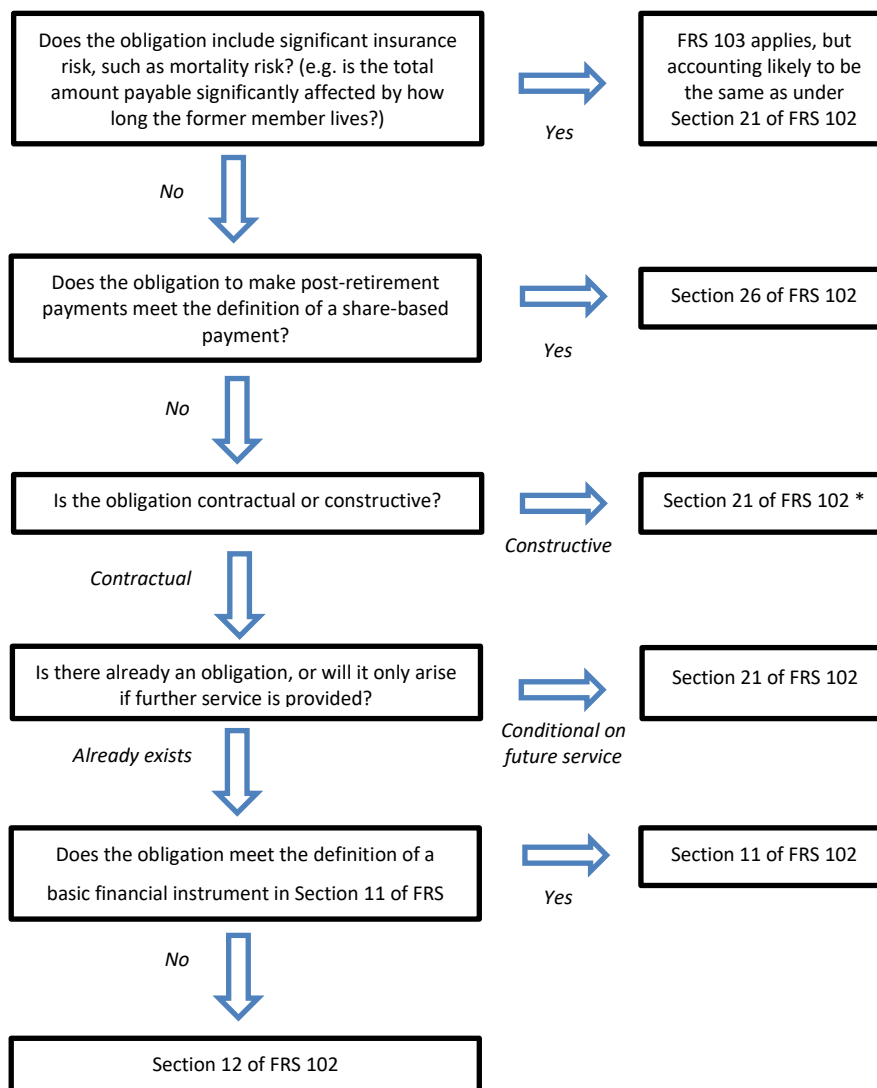 Does the obligation include significant insurance
risk, such as mortality risk? (e.g. is the total
amount payable significantly affected by how
long the former member lives?)
FRS 103 applies, but
accounting likely to be
the same as under
Section 21 of FRS 102
Yes
No
Does the obligation to make post-retirement
payments meet the definition of a share-based
payment?
Section 26 of FRS 102
Yes
No
Is the obligation contractual or constructive?
Section 21 of FRS 102 *
Constructive
Contractual
Is there already an obligation, or will it only arise
if further service is provided?
Section 21 of FRS 102
Conditional on
future service
Already exists
Does the obligation meet the definition of a
basic financial instrument in Section 11 of FRS
Section 11 of FRS 102
Yes
No
Section 12 of FRS 102